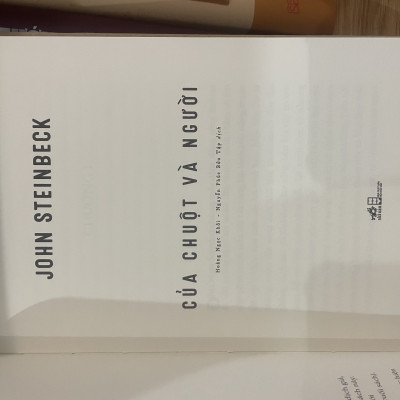 JOHN STEINBECK
CỦA CHUỘT VÀ NGƯỜI
Hoàng Ngọc Khôi - Nguyễn Phúc Bửu Tập dịch